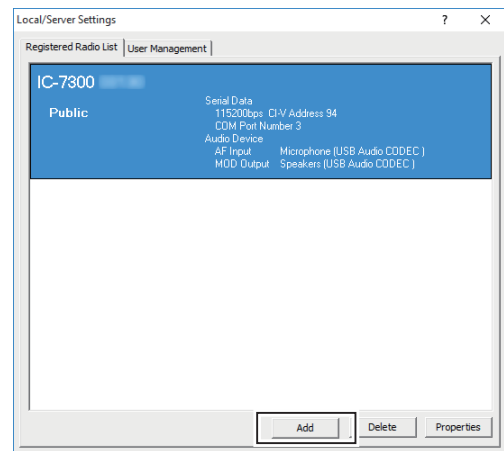 Local/Server Settings ?
Registered Radio List User Management
IC-7300
Public
Serial Data
115200bps CI-V Address 94
COM Port Number 3
Audio Device
AF Input Microphone (USB Audio CODEC )
MOD Output Speakers (USB Audio CODEC )
Add Delete Properties